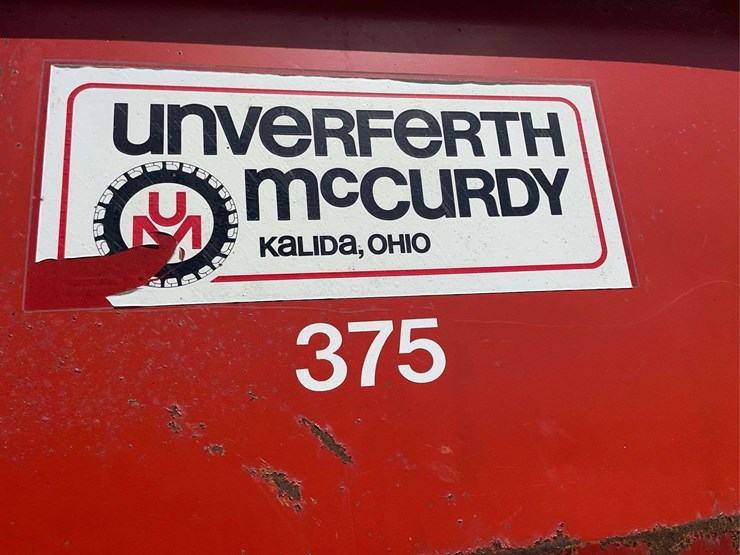 UNVeRFeRTH
mcCURDY
UM
KaLIDa, OHIO
375